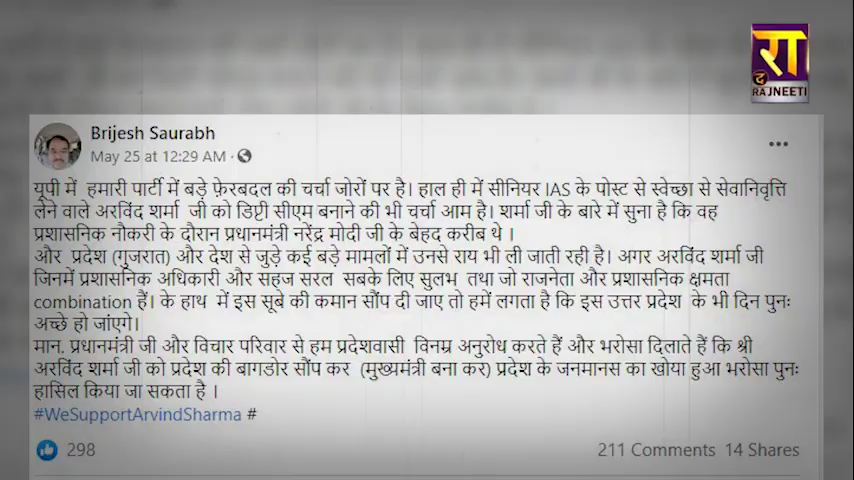 रा
द
RAJNEETI
Brijesh Saurabh
May 25 at 12:29 AM ·
यूपी में हमारी पार्टी में बड़े फ़ेरबदल की चर्चा जोरों पर है। हाल ही में सीनियर IAS के पोस्ट से स्वेच्छा से सेवानिवृत्ति
लेने वाले अरविंद शर्मा जी को डिप्टी सीएम बनाने की भी चर्चा आम है। शर्मा जी के बारे में सुना है कि वह
प्रशासनिक नौकरी के दौरान प्रधानमंत्री नरेंद्र मोदी जी के बेहद करीब थे ।
और प्रदेश (गुजरात) और देश से जुड़े कई बड़े मामलों में उनसे राय भी ली जाती रही है। अगर अरविंद शर्मा जी
जिनमें प्रशासनिक अधिकारी और सहज सरल सबके लिए सुलभ तथा जो राजनेता और प्रशासनिक क्षमता
combination हैं। के हाथ में इस सूबे की कमान सौंप दी जाए तो हमें लगता है कि इस उत्तर प्रदेश के भी दिन पुनः
अच्छे हो जांएगे।
मान. प्रधानमंत्री जी और विचार परिवार से हम प्रदेशवासी विनम्र अनुरोध करते हैं और भरोसा दिलाते हैं कि श्री
अरविंद शर्मा जी को प्रदेश की बागडोर सौंप कर (मुख्यमंत्री बना कर) प्रदेश के जनमानस का खोया हुआ भरोसा पुनः
हासिल किया जा सकता है ।
#WeSupportArvindSharma #
298
211 Comments 14 Shares